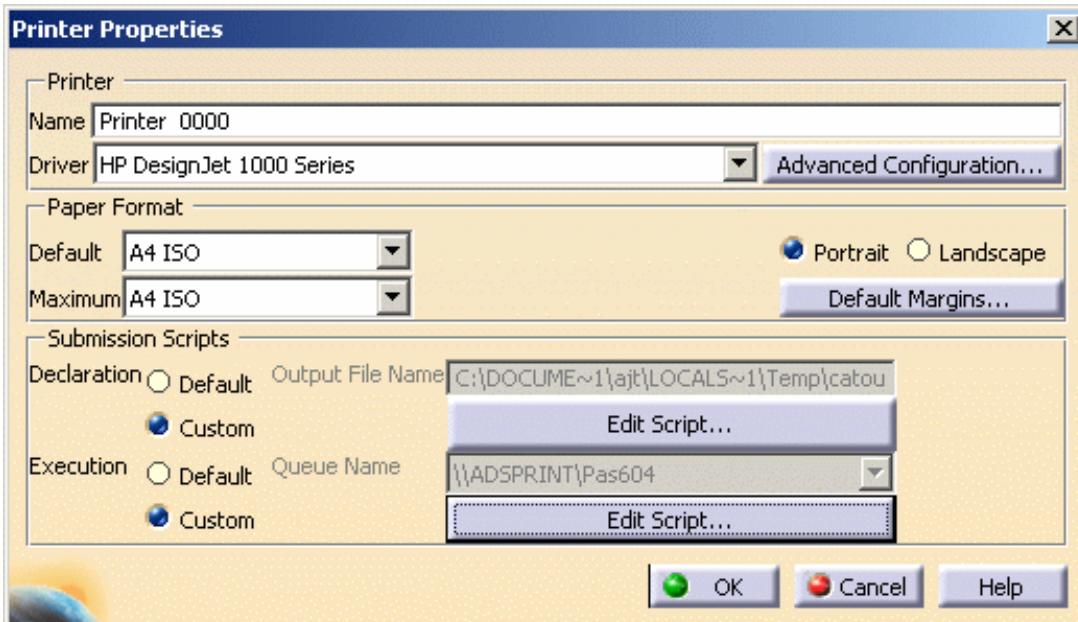 Printer Properties
Printer
Name Printer 0000
Driver HP DesignJet 1000 Series Advanced Configuration...
Paper Format
Default A4 ISO Portrait Landscape
Maximum A4 ISO Default Margins...
Submission Scripts
Declaration Default Output File Name C:\DOCUME~1\ajt\LOCALS~1\Temp\catou
Custom Edit Script...
Execution Default Queue Name \\ADSPRINT\Pas604
Custom Edit Script...
OK Cancel Help